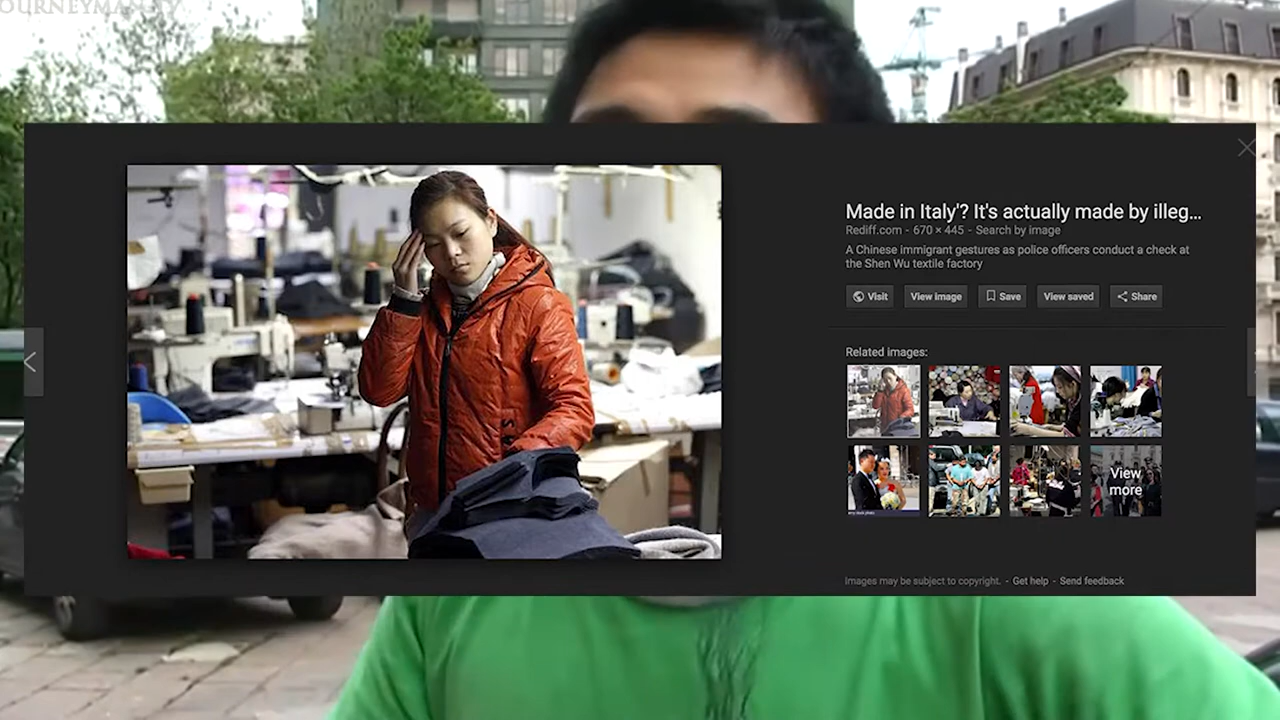 OURNEYMAN.TV
Made in Italy'? It's actually made by illeg...
Rediff.com - 670 × 445 - Search by image
A Chinese immigrant gestures as police officers conduct a check at
the Shen Wu textile factory
Visit View image Save View saved Share
Related images:
View
more
Images may be subject to copyright. - Get help - Send feedback